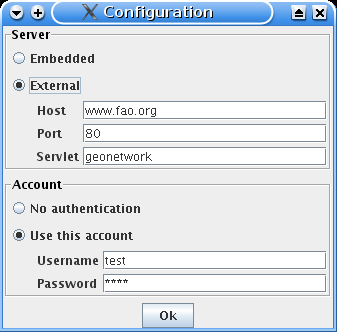 Configuration
Server
Embedded
External
Host www.fao.org
Port 80
Servlet geonetwork
Account
No authentication
Use this account
Username test
Password ****
Ok